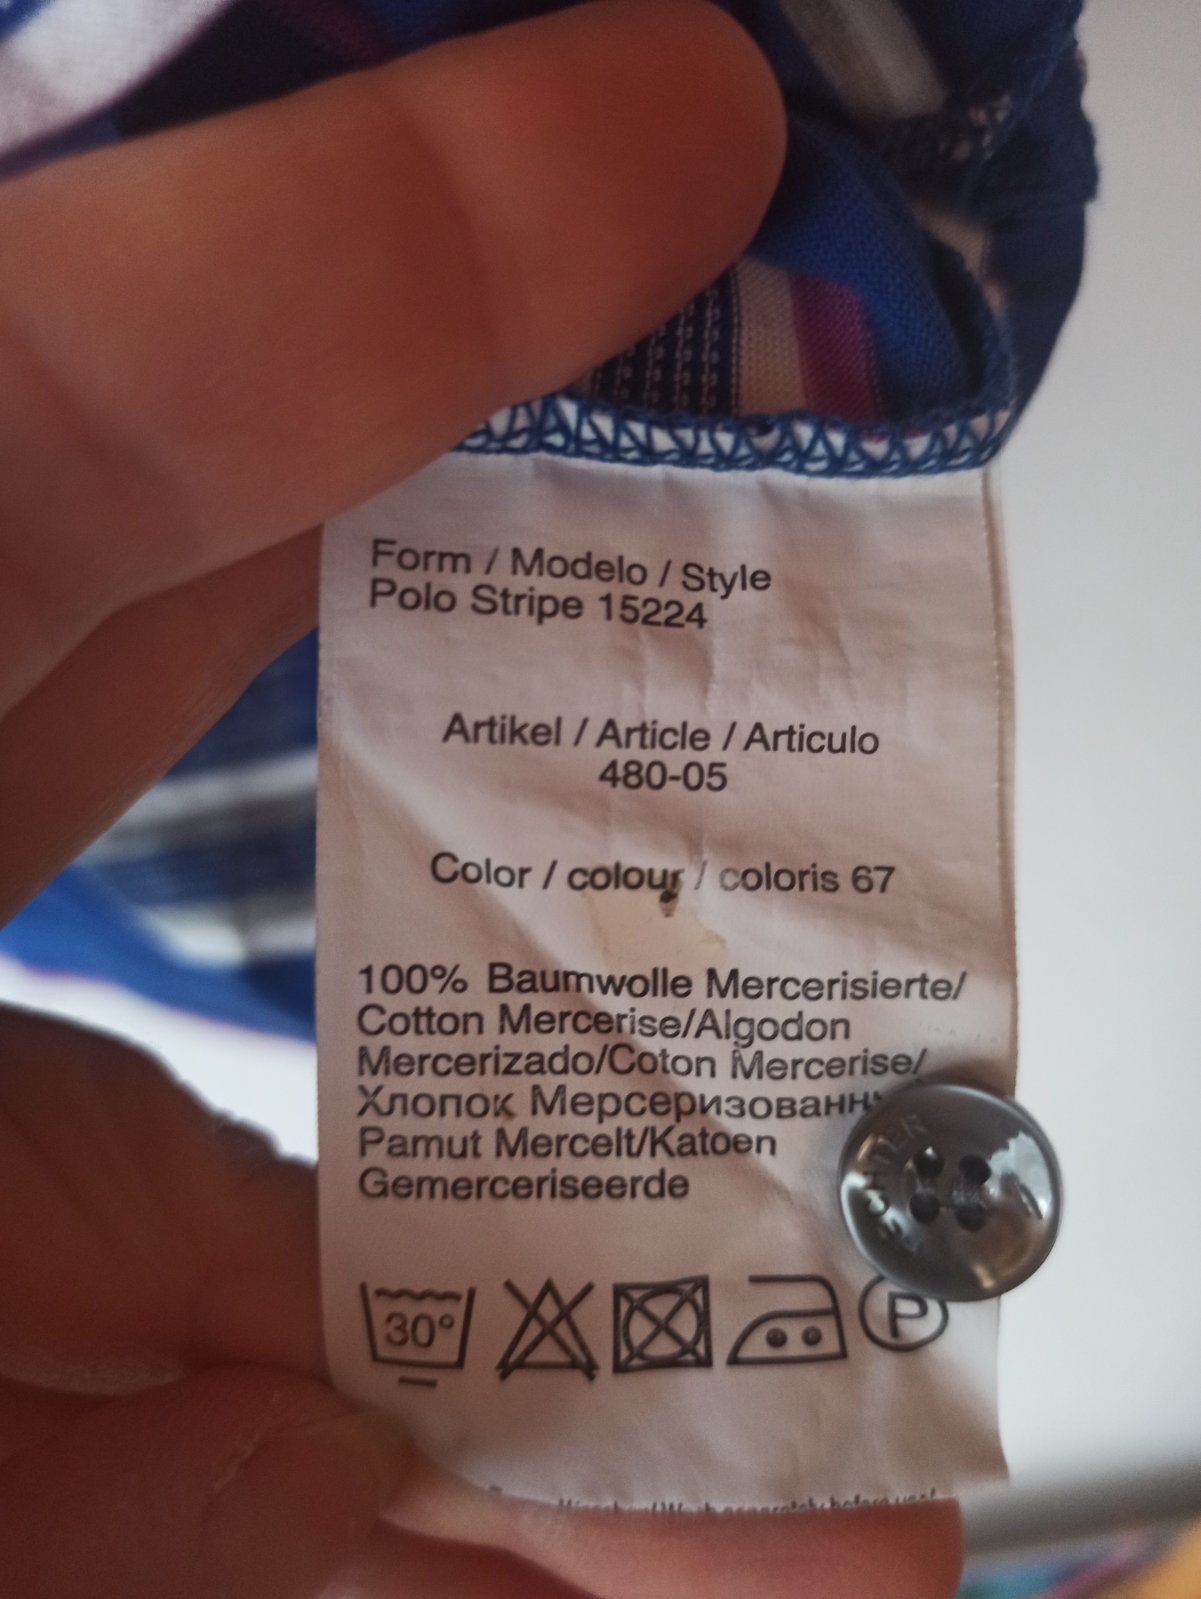 Form / Modelo / Style
Polo Stripe 15224
Artikel / Article / Articulo
480-05
Color / colour / coloris 67
100% Baumwolle Mercerisierte/
Cotton Mercerise/Algodon
Mercerizado/Coton Mercerise/
Хлопок
Pamut Mercelt/Katoen
Gemerceriseerde
30°
P